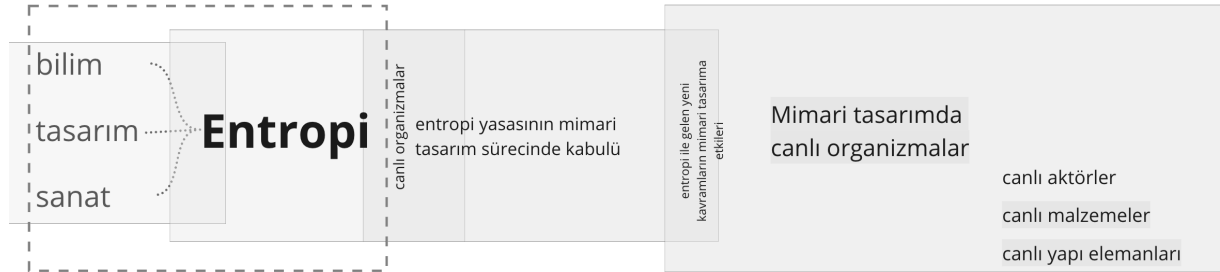 bilim
tasarım
sanat
Entropi
canlı organizmalar
entropi yasasının mimari
tasarım sürecinde kabulü
entropi ile gelen yeni
kavramların mimari tasarıma
etkileri
Mimari tasarımda
canlı organizmalar
canlı aktörler
canlı malzemeler
canlı yapı elemanları